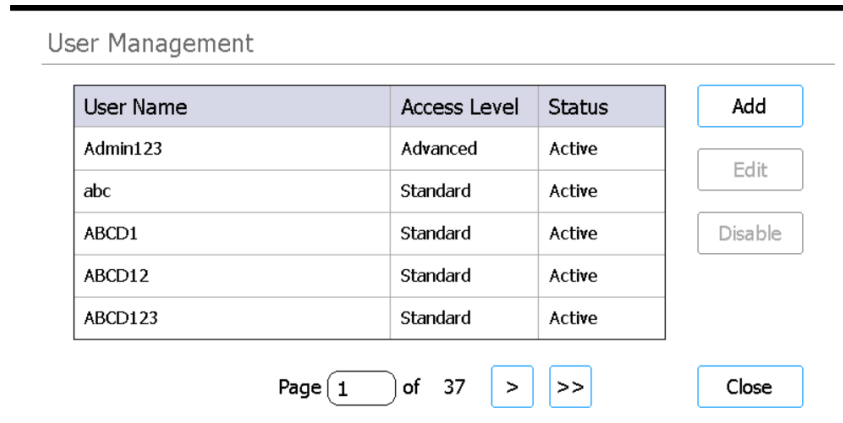 User Management
User Name Access Level Status Add
Admin123 Advanced Active
Edit
abc Standard Active
ABCD1 Standard Active Disable
ABCD12 Standard Active
ABCD123 Standard Active
Page 1 of 37 > >> Close